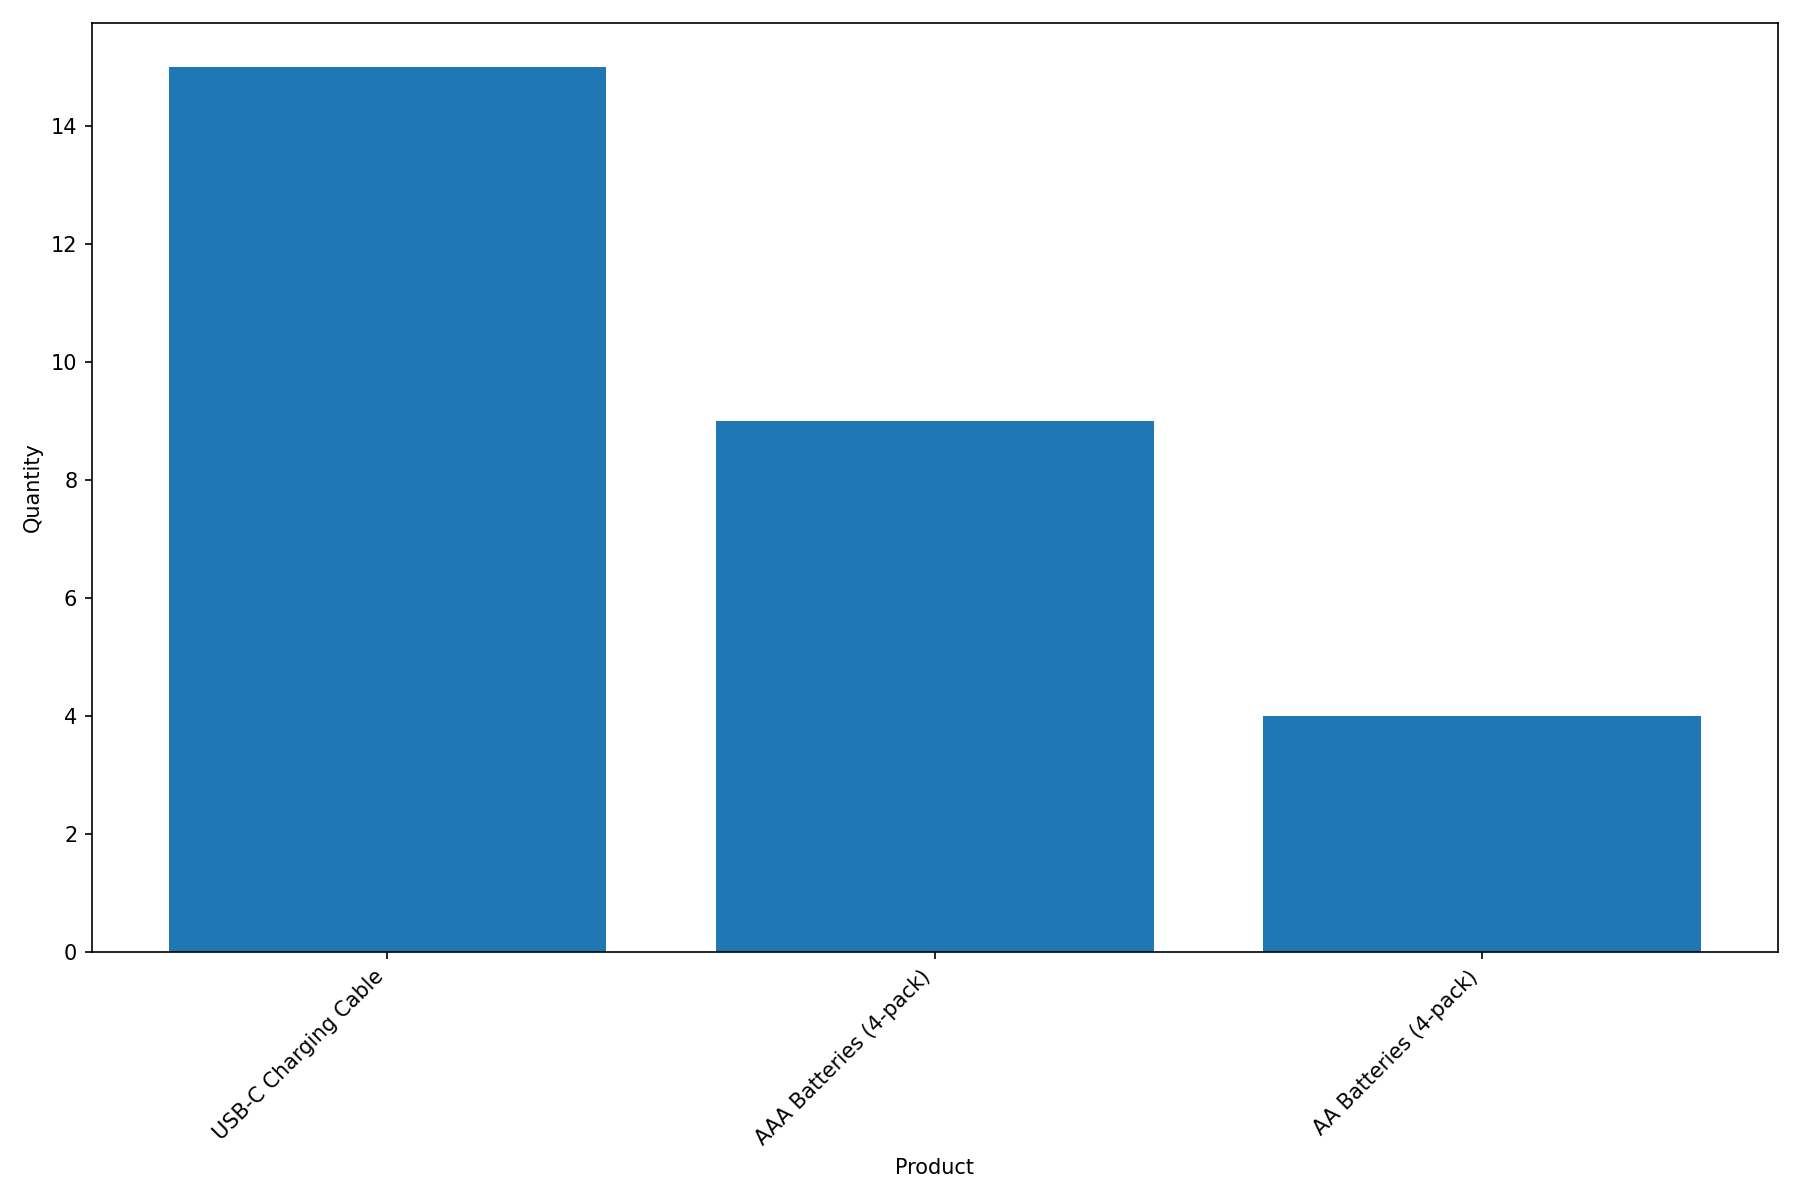 14
12
10
8
6
4
2
0
Quantity
USB-C Charging Cable
AAA Batteries (4-pack)
AA Batteries (4-pack)
Product